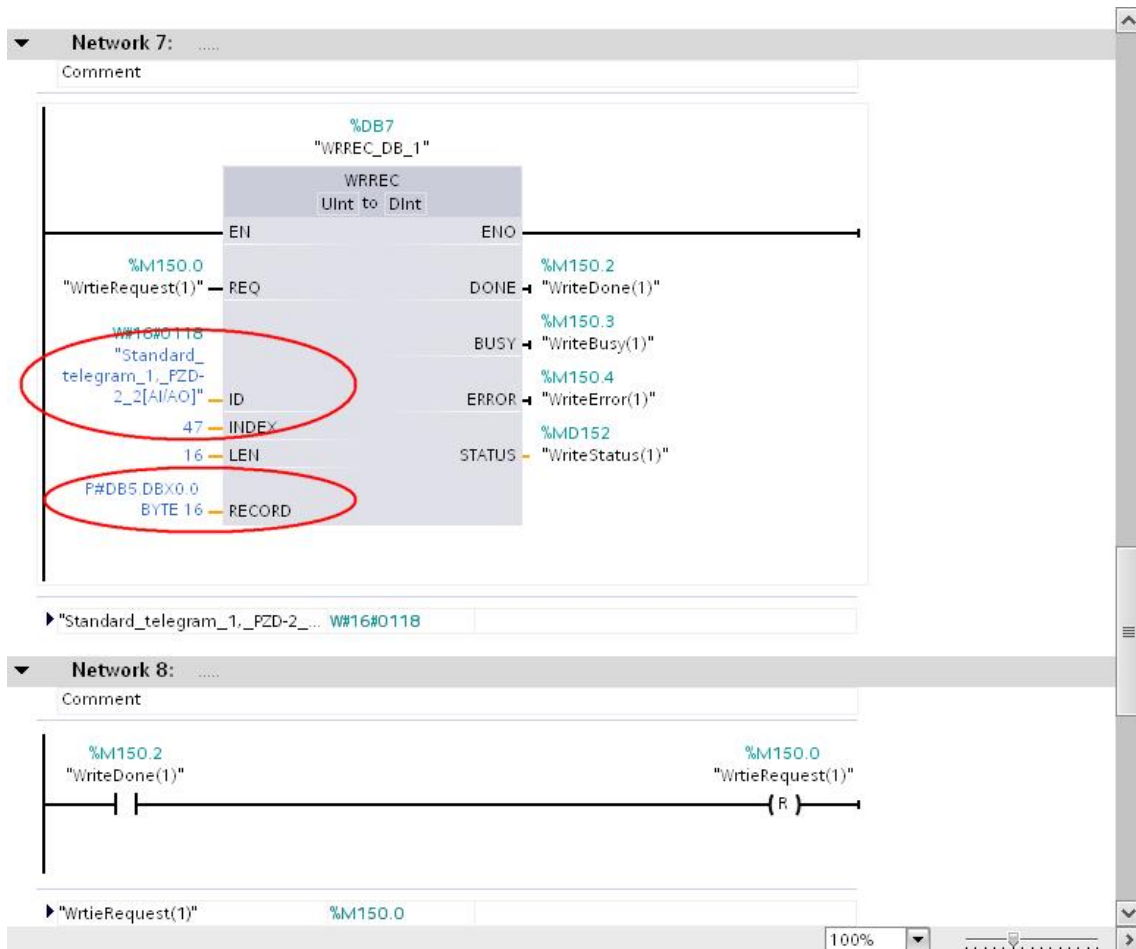 Network 7: .....
Comment
%DB7
"WRREC_DB_1"
WRREC
UInt to DInt
EN ENO
%M150.0
"WrtieRequest(1)" REQ
%M150.2
DONE "WriteDone(1)"
%M150.3
BUSY "WriteBusy(1)"
W#16#0118
"Standard_
telegram_1,_PZD-
2_2[AI/AO]" ID
%M150.4
ERROR "WriteError(1)"
47 INDEX
%MD152
16 LEN STATUS "WriteStatus(1)"
P#DB5.DBX0.0
BYTE 16 RECORD
"Standard_telegram_1,_PZD-2_... W#16#0118
Network 8: .....
Comment
%M150.2 %M150.0
"WriteDone(1)" "WrtieRequest(1)"
R
"WrtieRequest(1)" %M150.0
100%